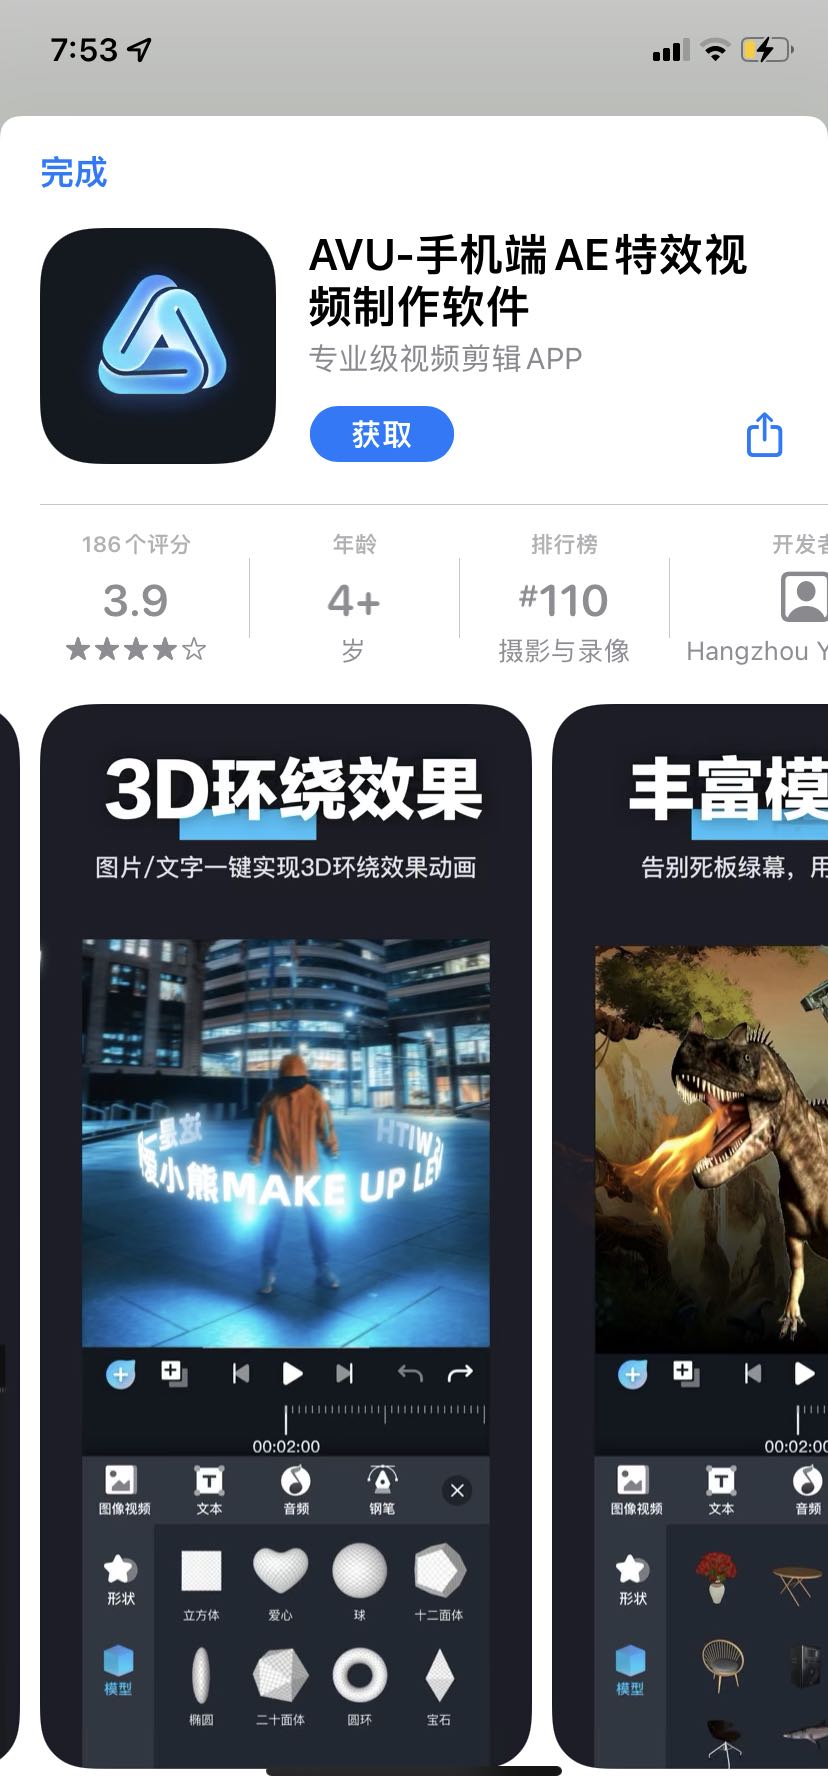 7:53
完成
AVU-手机端AE特效视
频制作软件
专业级视频剪辑APP
获取
186个评分
3.9
年龄
4+
岁
排行榜
#110
摄影与录像
开发者
Hangzhou Y
3D环绕效果
图片/文字一键实现3D环绕效果动画
这是一
爱小熊MAKE UP LEV
WITH
00:02:00
图像视频
文本
音频
钢笔
形状
模型
立方体
爱心
球
十二面体
椭圆
二十面体
圆环
宝石
丰富模
告别死板绿幕，用
00:02:00
图像视频
文本
音频
形状
模型